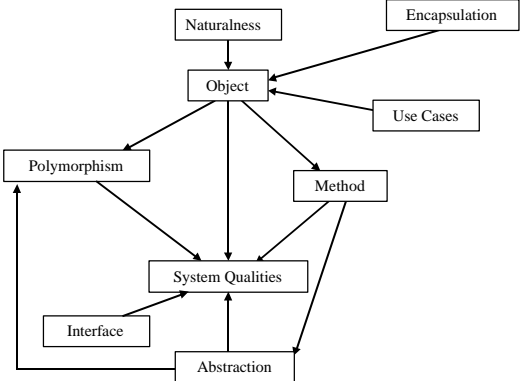 Encapsulation
Naturalness
Object
Use Cases
Polymorphism
Method
System Qualities
Interface
Abstraction